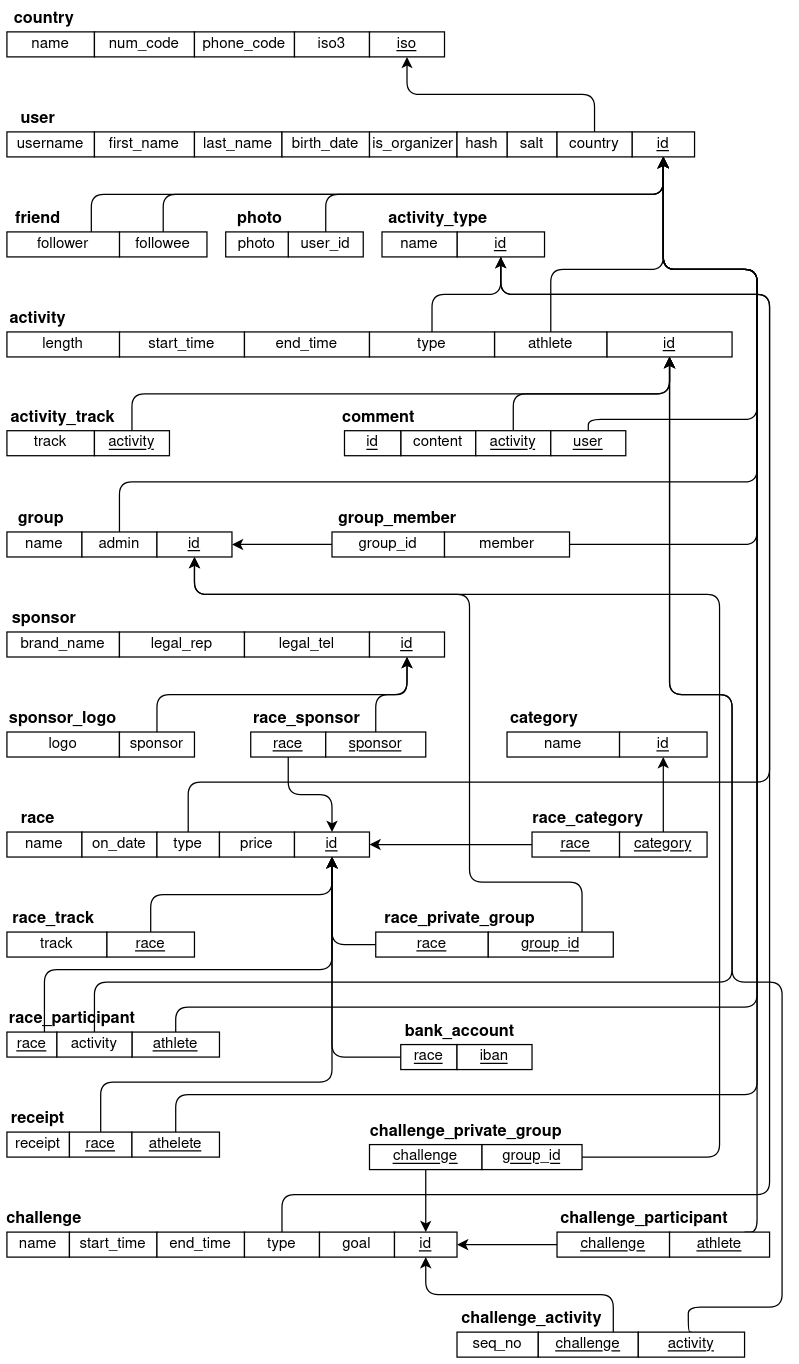 country
name num_code phone_code iso3 iso
user
username first_name last_name birth_date is_organizer hash salt country id
friend photo activity_type
follower followee photo user_id name id
activity
length start_time end_time type athlete id
activity_track comment
track activity id content activity user
group group_member
name admin id group_id member
sponsor
brand_name legal_rep legal_tel id
sponsor_logo race_sponsor category
logo sponsor race sponsor name id
race race_category
name on_date type price id race category
race_track race_private_group
track race race group_id
race_participant
race activity athlete
bank_account
race iban
receipt
receipt race athelete
challenge_private_group
challenge group_id
challenge challenge_participant
name start_time end_time type goal id challenge athlete
challenge_activity
seq_no challenge activity